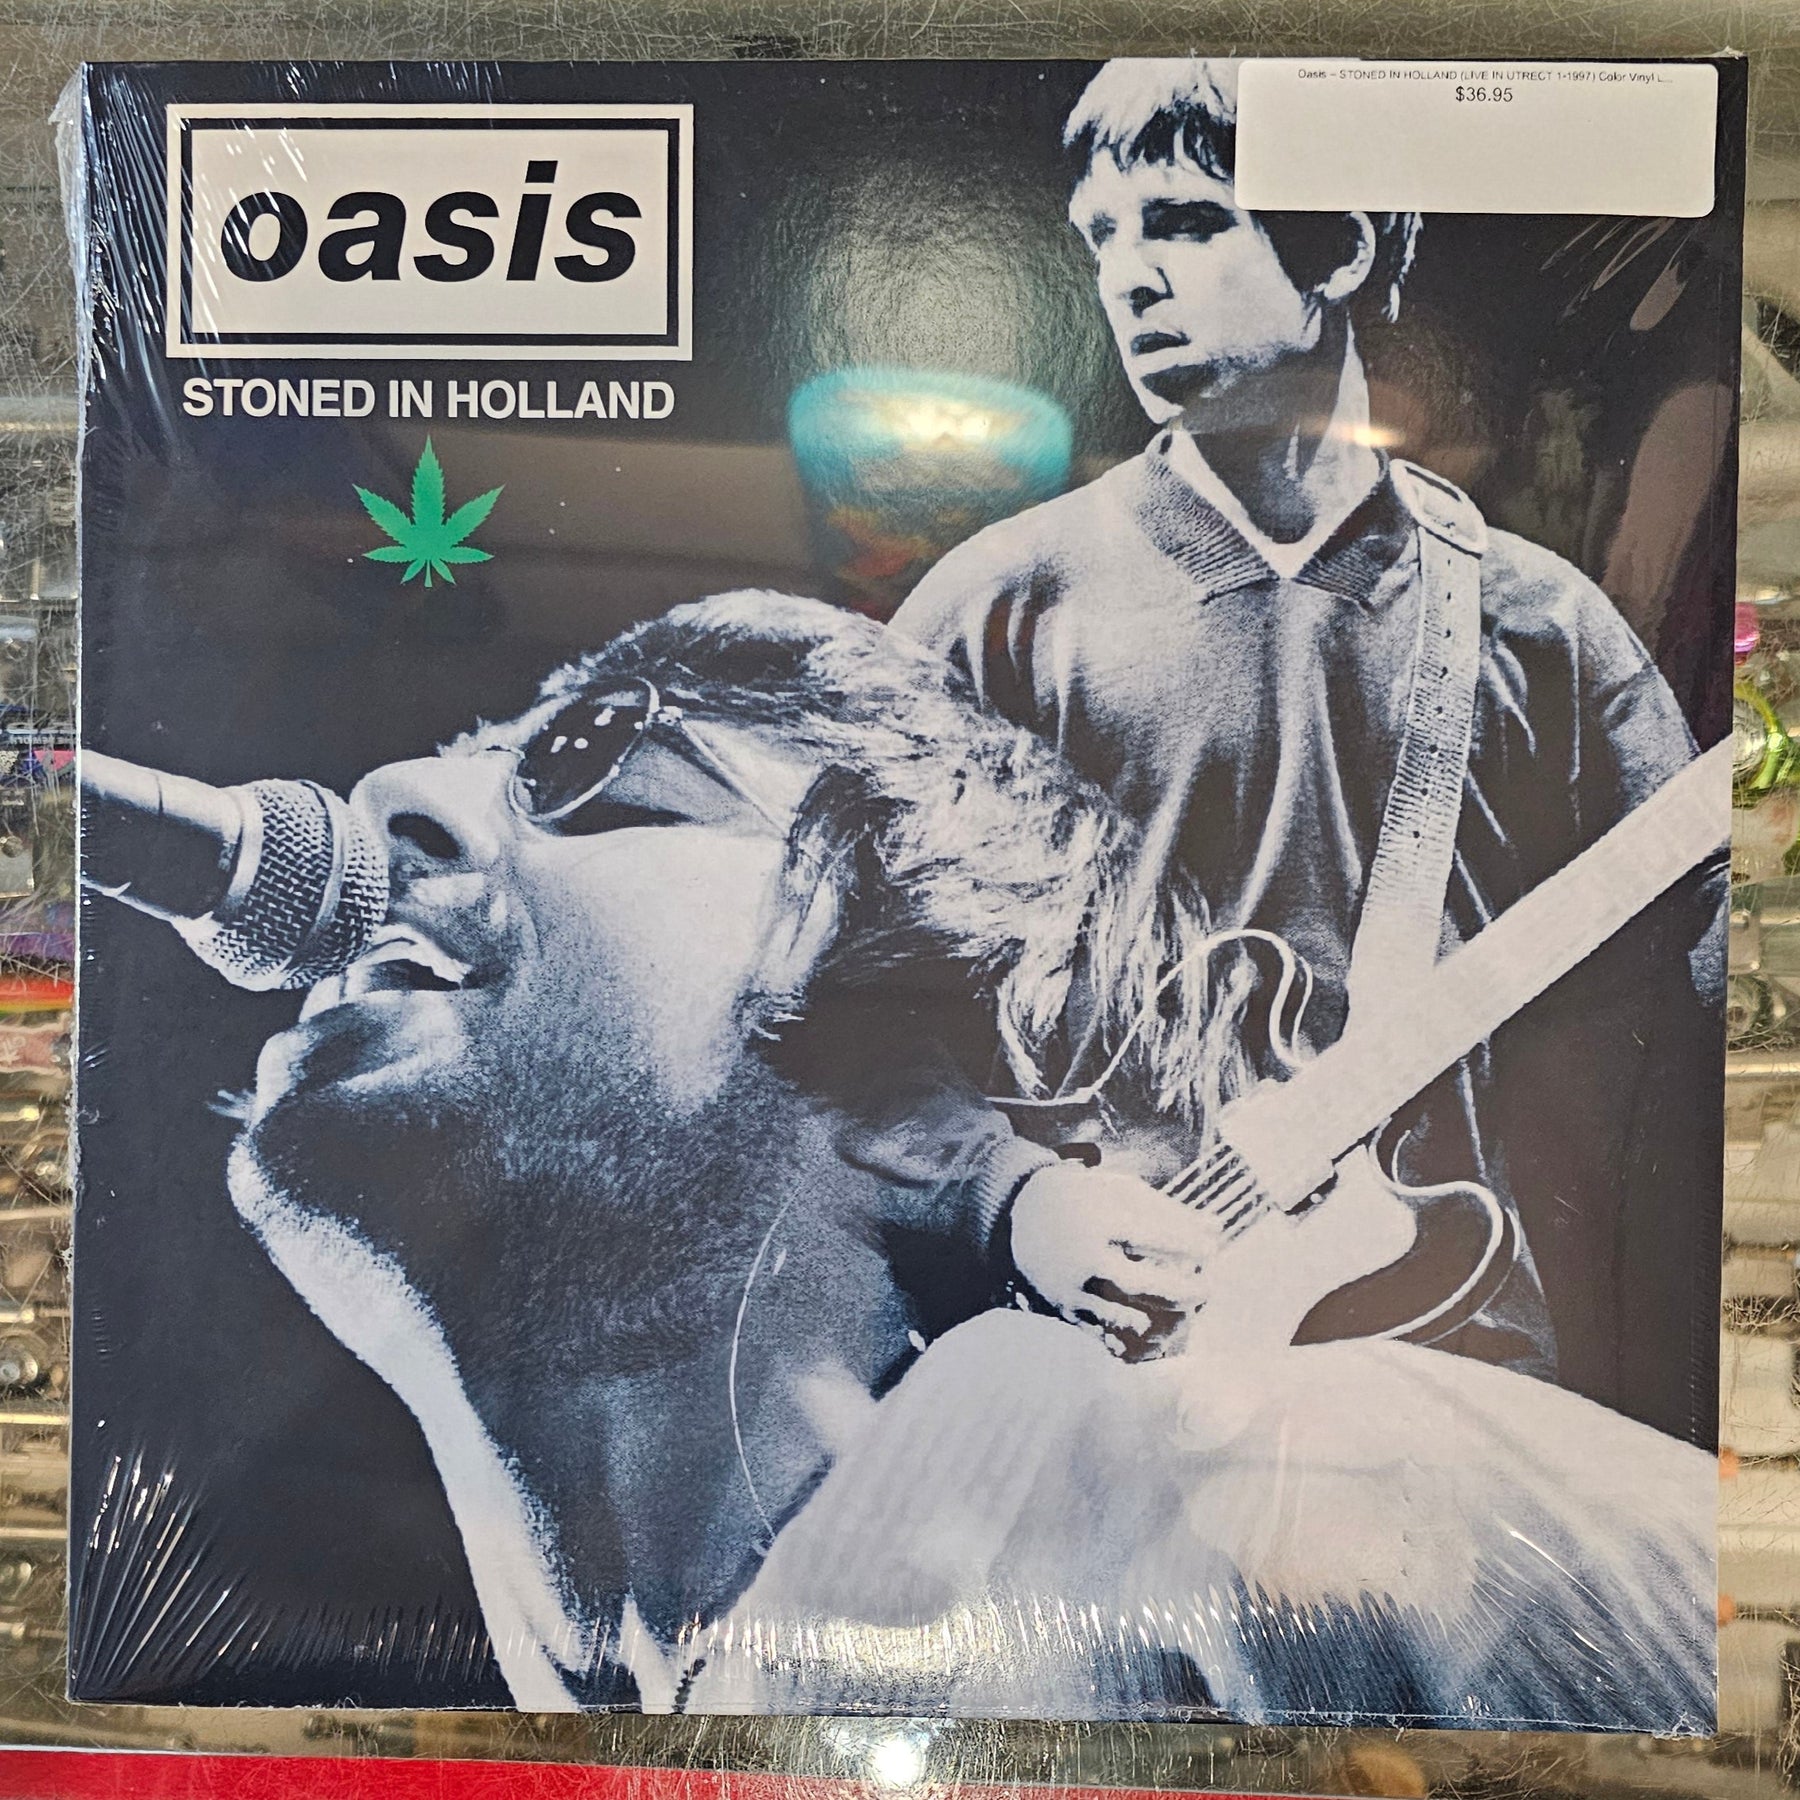 Oasis – STONED IN HOLLAND (LIVE IN UTRECT 1-1997) Color Vinyl L...
$36.95
oasis
STONED IN HOLLAND